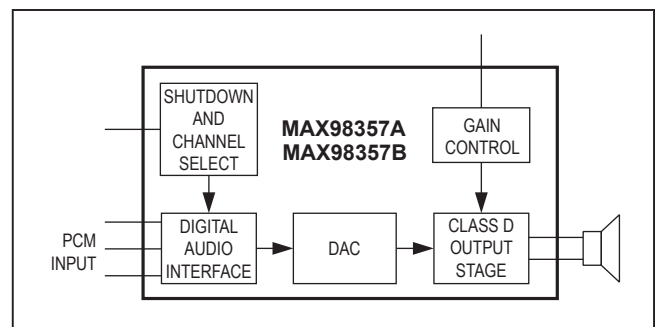 SHUTDOWN
AND
CHANNEL
SELECT
MAX98357A
MAX98357B
GAIN
CONTROL
PCM
INPUT
DIGITAL
AUDIO
INTERFACE
DAC
CLASS D
OUTPUT
STAGE